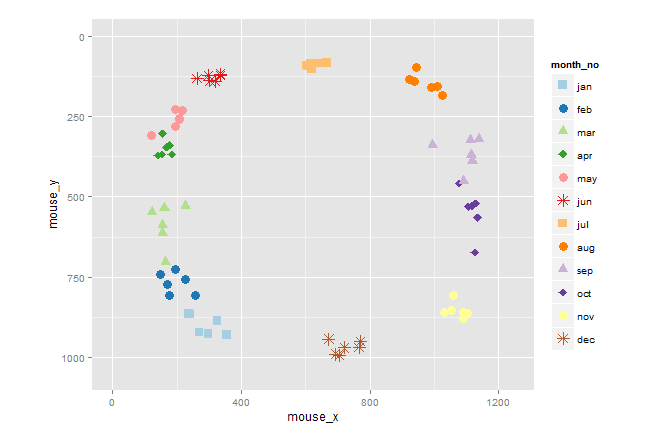 0
250
500
750
1000
mouse_y
0
400
800
1200
mouse_x
month_no
jan
feb
mar
apr
may
jun
jul
aug
sep
oct
nov
dec